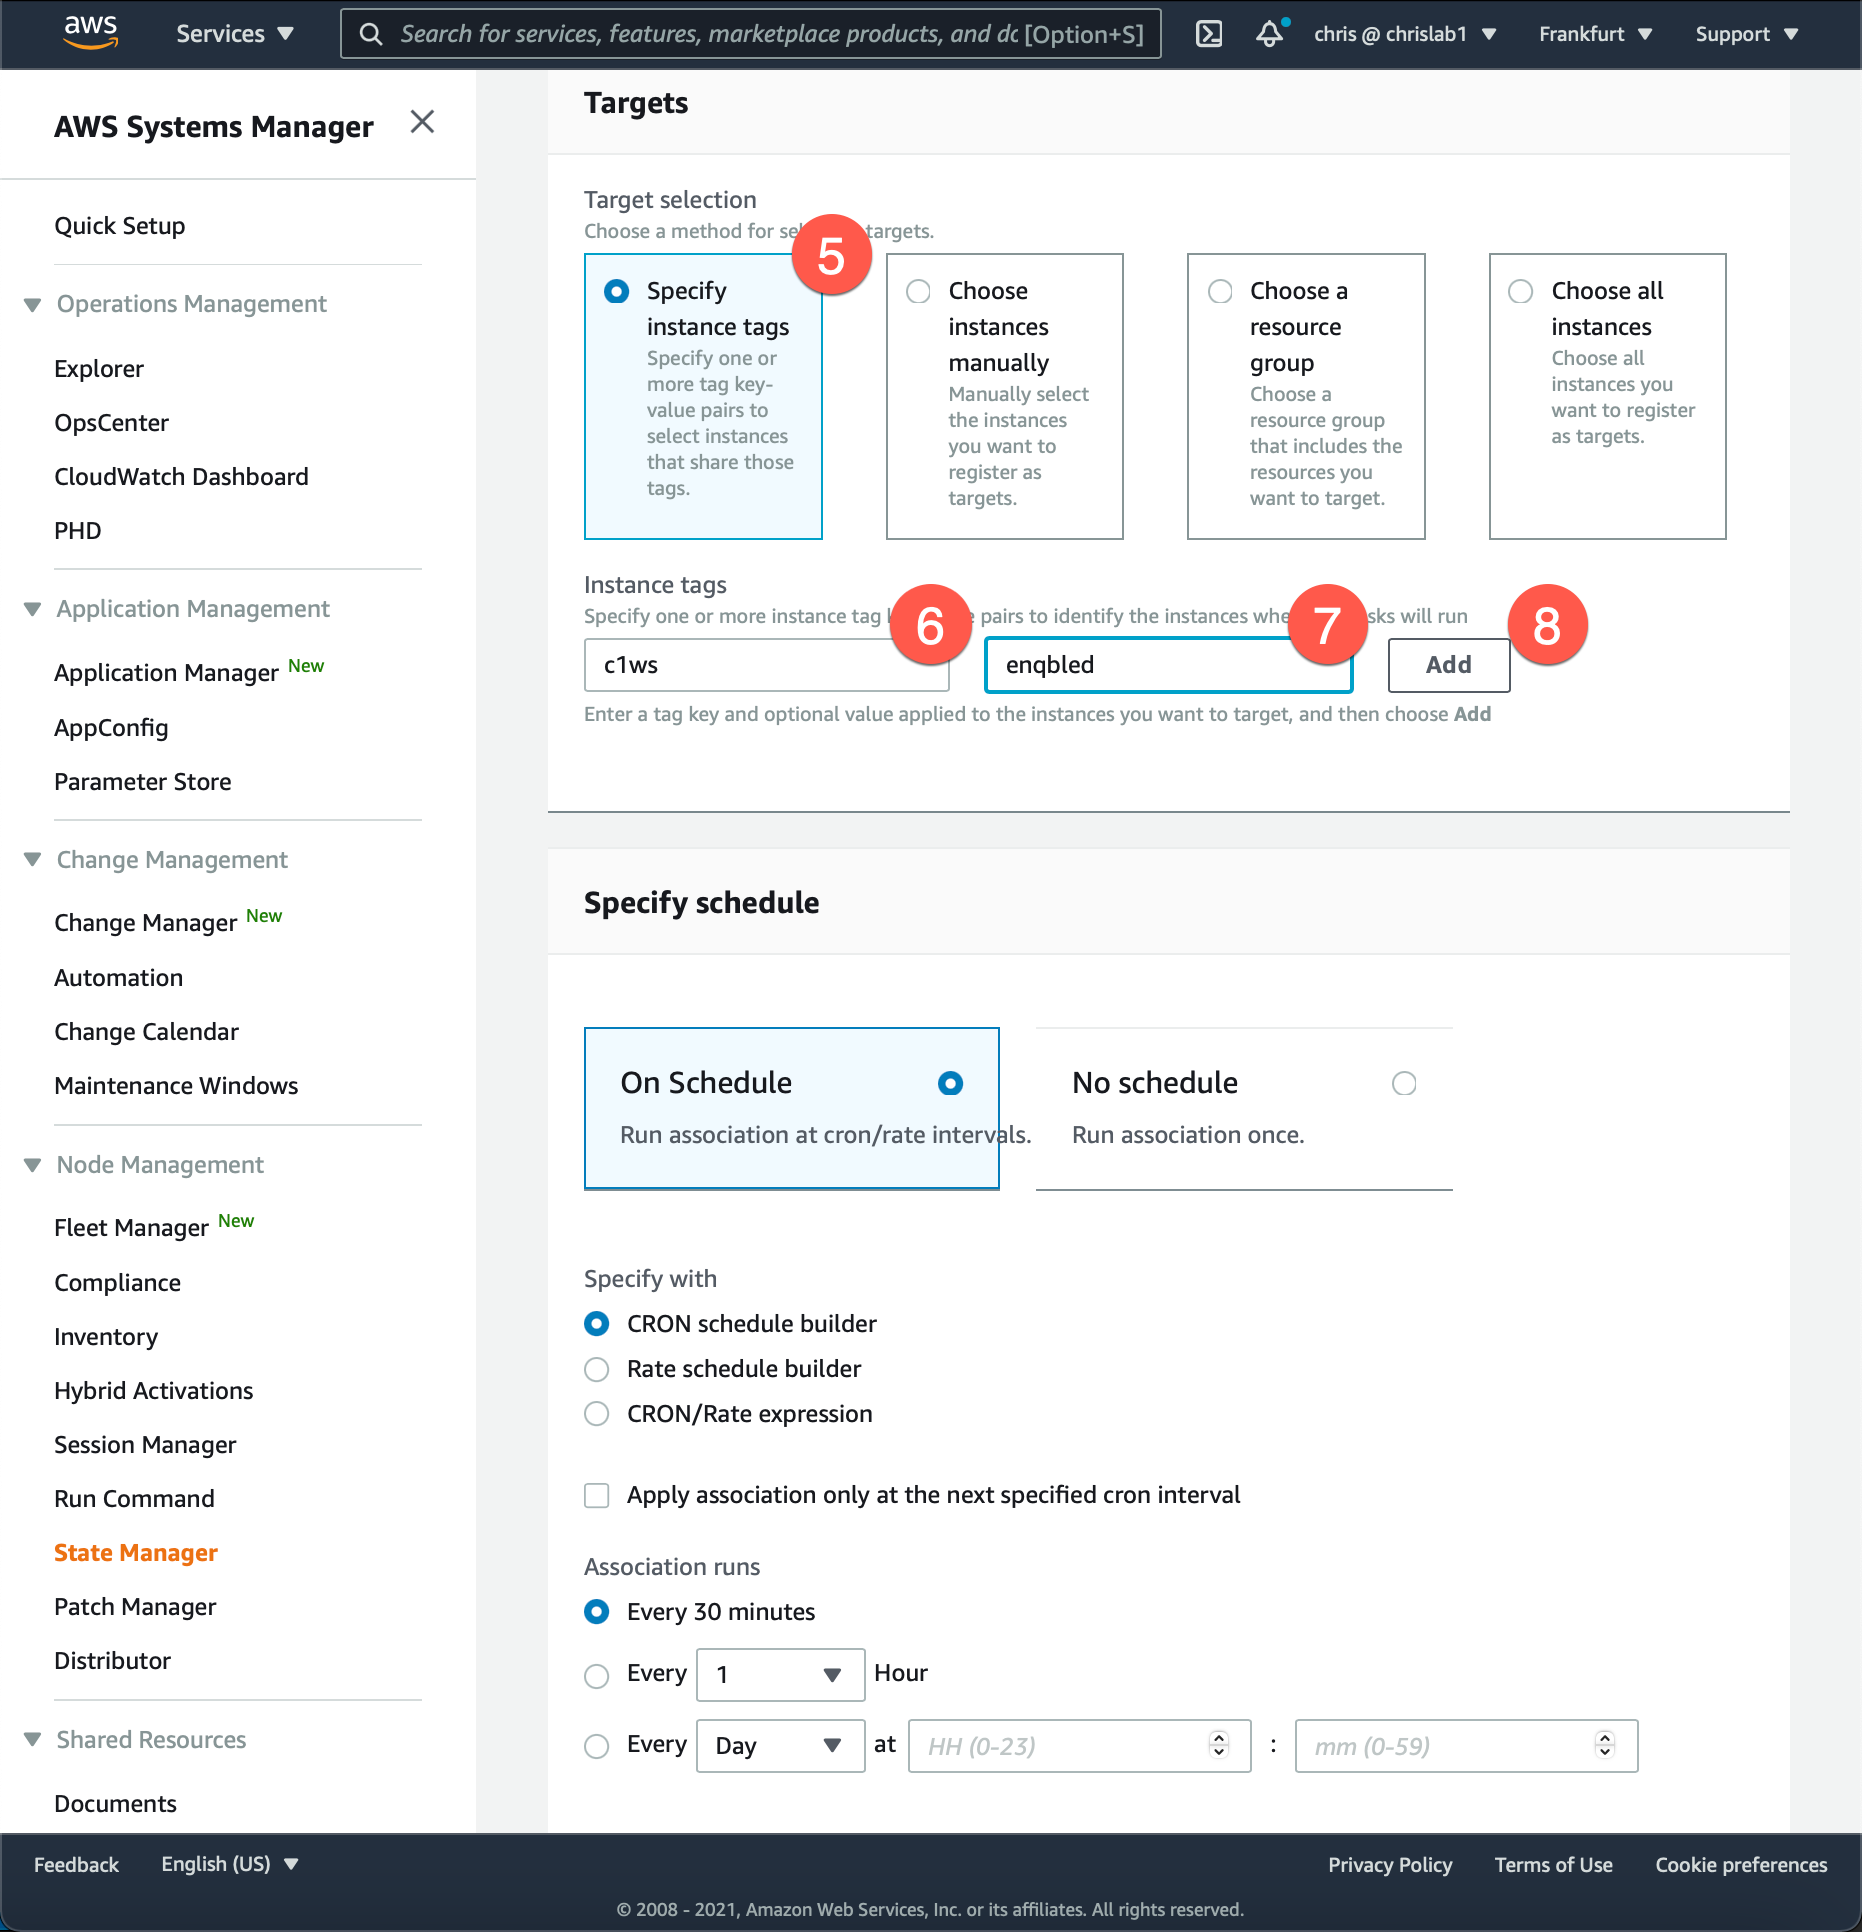 aws
Services
Search for services, features, marketplace products, and dc [Option+S]
chris @ chrislab1
Frankfurt
Support
AWS Systems Manager
Quick Setup
Operations Management
Explorer
OpsCenter
CloudWatch Dashboard
PHD
Application Management
Application Manager New
AppConfig
Parameter Store
Change Management
Change Manager New
Automation
Change Calendar
Maintenance Windows
Node Management
Fleet Manager New
Compliance
Inventory
Hybrid Activations
Session Manager
Run Command
State Manager
Patch Manager
Distributor
Shared Resources
Documents
Targets
Target selection
Choose a method for targets.
5
Specify
instance tags
Specify one or
more tag key-
value pairs to
select instances
that share those
tags.
Choose
instances
manually
Manually select
the instances
you want to
register as
targets.
Choose a
resource
group
Choose a
resource group
that includes the
resources you
want to target.
Choose all
instances
Choose all
instances you
want to register
as targets.
Instance tags
Specify one or more instance tag pairs to identify the instances will run
6
7
8
c1ws
enqbled
Add
Enter a tag key and optional value applied to the instances you want to target, and then choose Add
Specify schedule
On Schedule
Run association at cron/rate intervals.
No schedule
Run association once.
Specify with
CRON schedule builder
Rate schedule builder
CRON/Rate expression
Apply association only at the next specified cron interval
Association runs
Every 30 minutes
Every 1 Hour
Every Day at HH (0-23) : mm (0-59)
Feedback
English (US)
Privacy Policy
Terms of Use
Cookie preferences
© 2008 - 2021, Amazon Web Services, Inc. or its affiliates. All rights reserved.